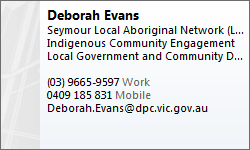 Deborah Evans
Seymour Local Aboriginal Network (L...
Indigenous Community Engagement
Local Government and Community D...
(03) 9665-9597 Work
0409 185 831 Mobile
Deborah.Evans@dpc.vic.gov.au